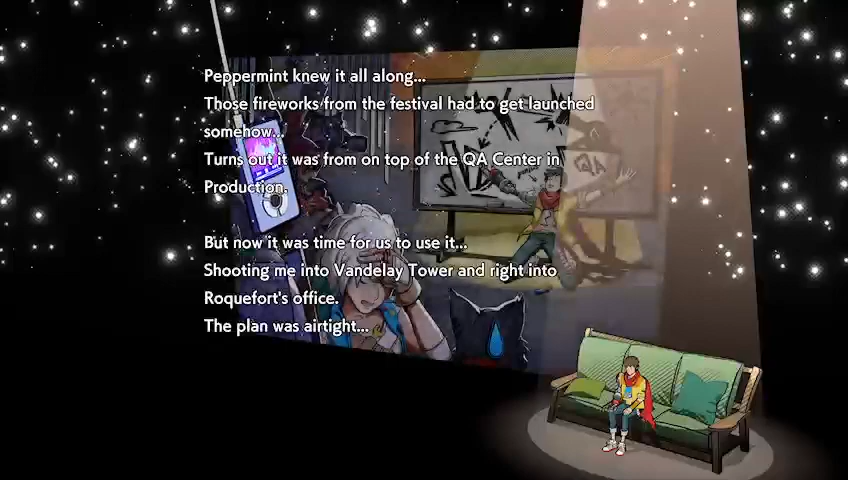 Peppermint knew it all along...
Those fireworks from the festival had to get launched
somehow...
Turns out it was from on top of the QA Center in
Production.
But now it was time for us to use it...
Shooting me into Vandelay Tower and right into
Roquefort's office.
The plan was airtight...
QA